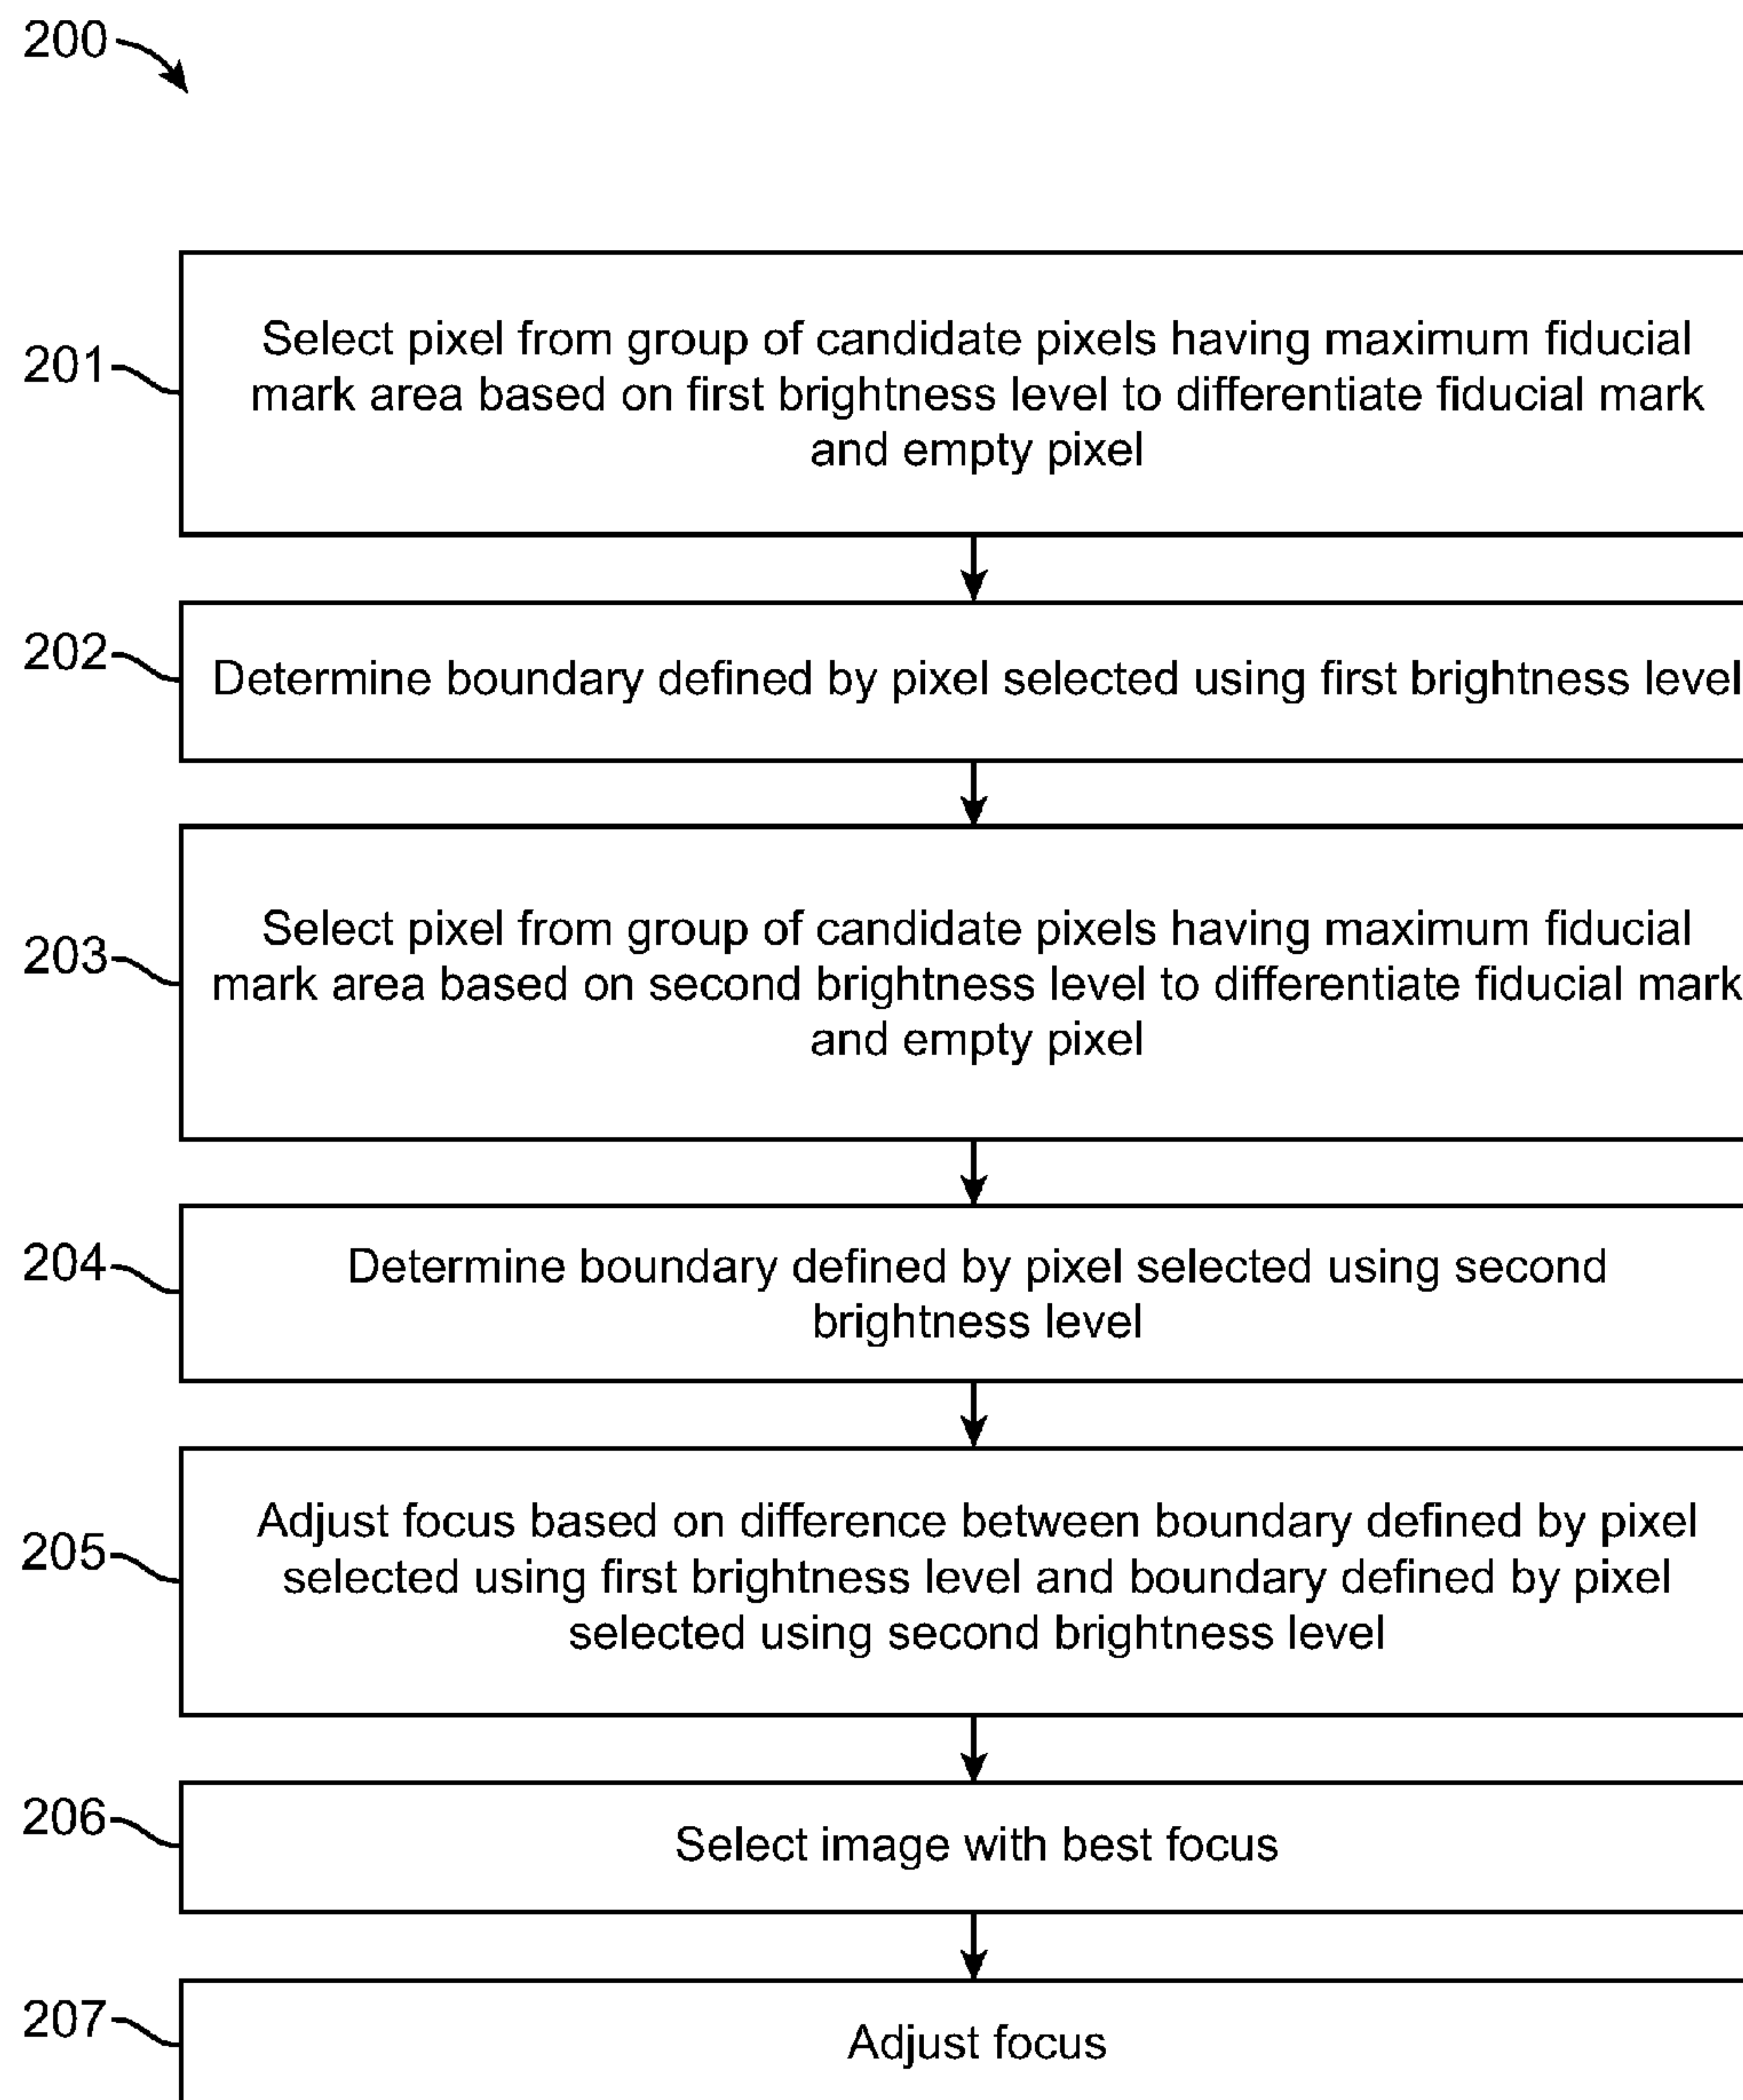 200
201
Select pixel from group of candidate pixels having maximum fiducial
mark area based on first brightness level to differentiate fiducial mark
and empty pixel
202
Determine boundary defined by pixel selected using first brightness level
203
Select pixel from group of candidate pixels having maximum fiducial
mark area based on second brightness level to differentiate fiducial mark
and empty pixel
204
Determine boundary defined by pixel selected using second
brightness level
205
Adjust focus based on difference between boundary defined by pixel
selected using first brightness level and boundary defined by pixel
selected using second brightness level
206
Select image with best focus
207
Adjust focus